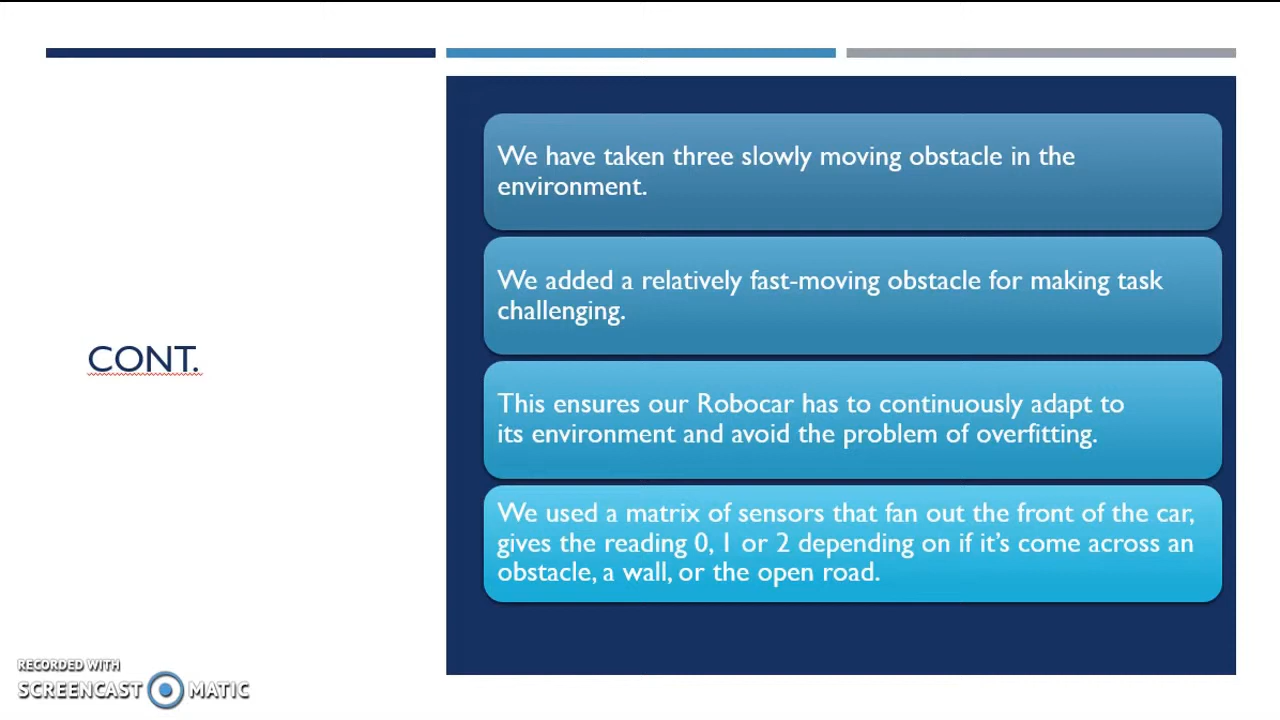 We have taken three slowly moving obstacle in the
environment.
We added a relatively fast-moving obstacle for making task
challenging.
CONT.
This ensures our Robocar has to continuously adapt to
its environment and avoid the problem of overfitting.
We used a matrix of sensors that fan out the front of the car,
gives the reading 0, 1 or 2 depending on if it's come across an
obstacle, a wall, or the open road.
RECORDED WITH
SCREENCAST MATIC